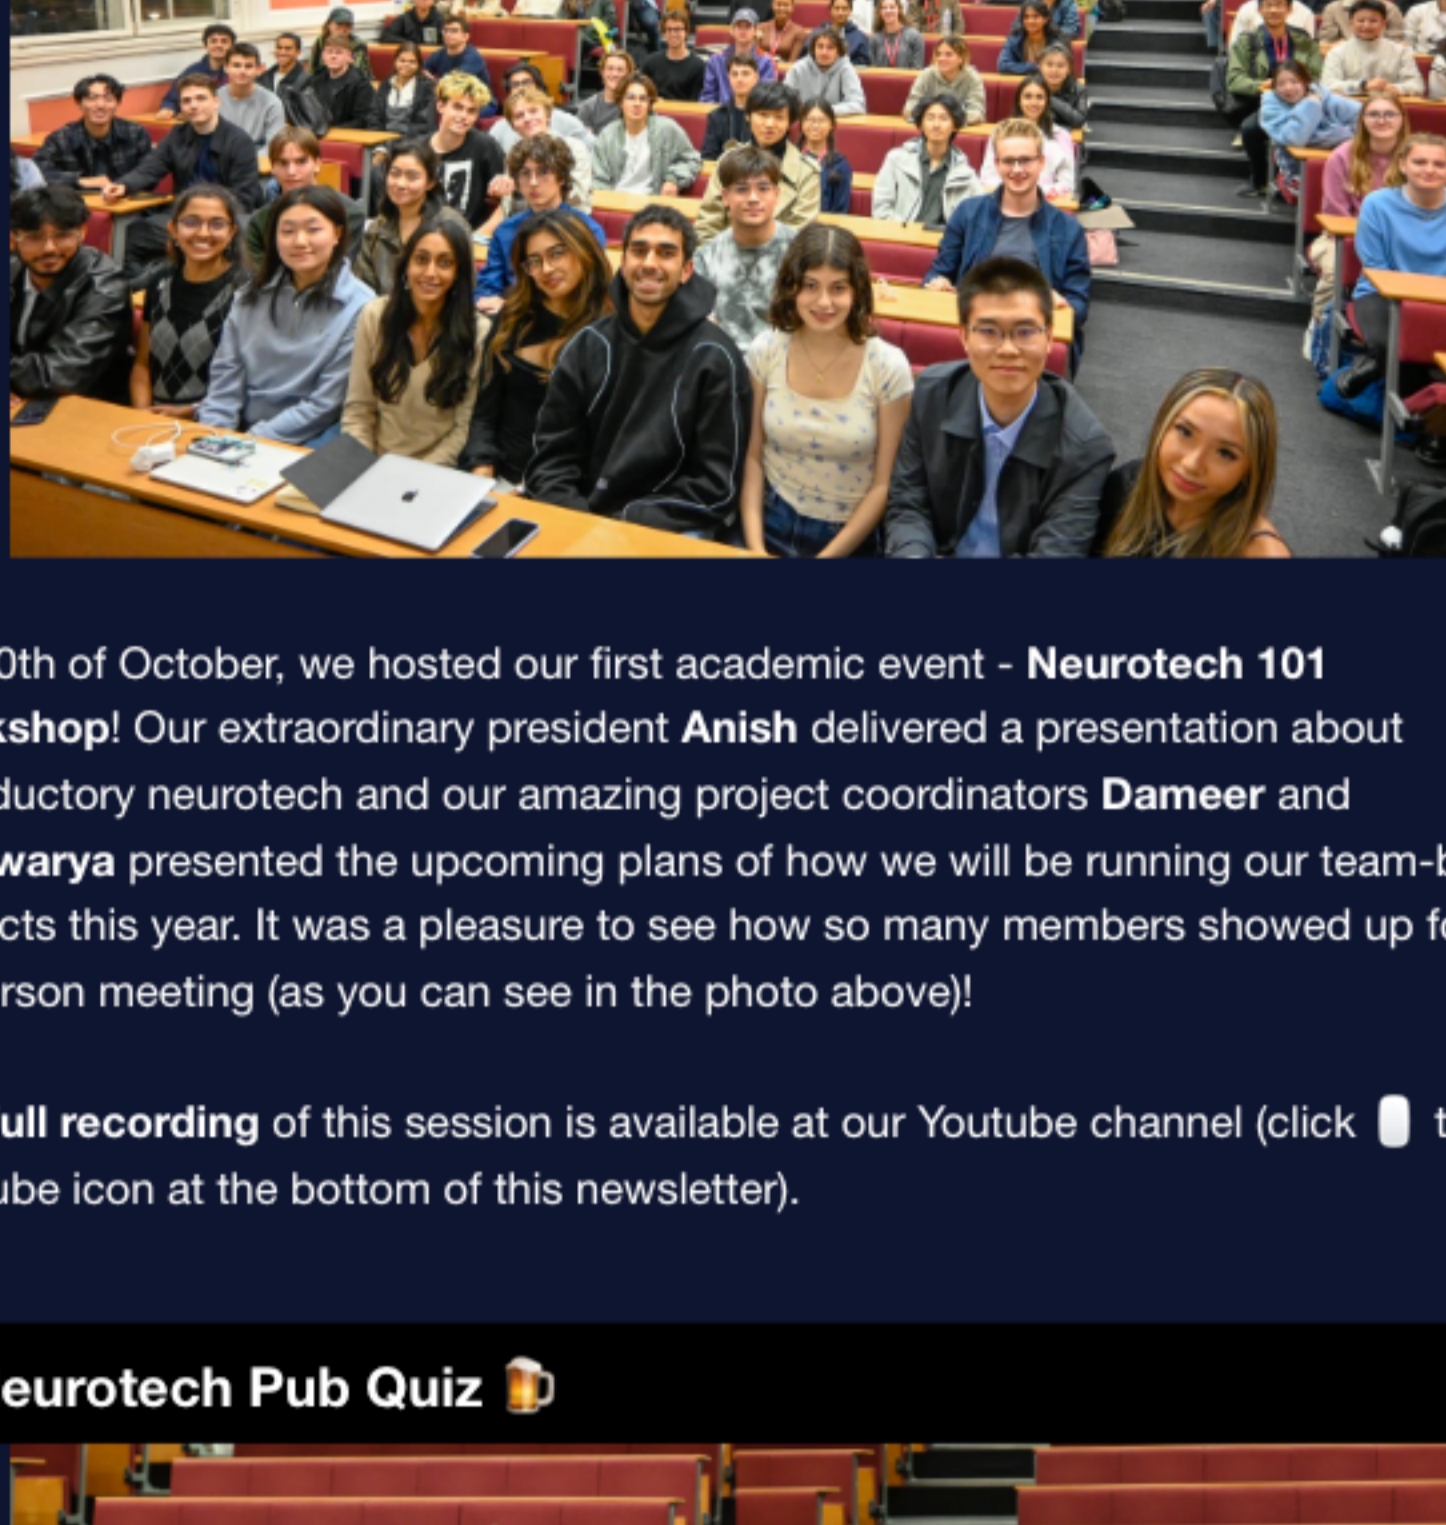 0th of October, we hosted our first academic event - Neurotech 101
kshop! Our extraordinary president Anish delivered a presentation about
ductory neurotech and our amazing project coordinators Dameer and
warya presented the upcoming plans of how we will be running our team-b
cts this year. It was a pleasure to see how so many members showed up fo
rson meeting (as you can see in the photo above)!
ull recording of this session is available at our Youtube channel (click t
ube icon at the bottom of this newsletter).
eurotech Pub Quiz 🍺